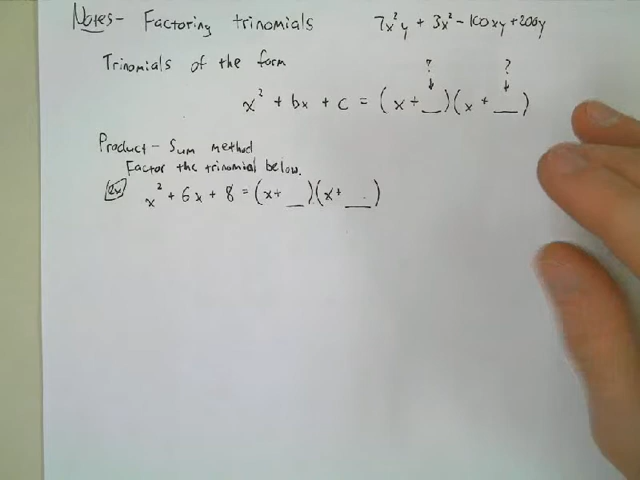 Notes- Factoring trinomials 7x²y + 3x² - 100xy + 200y
Trinomials of the form
? ?
x² + bx + c = (x + __)(x + __)
Product - Sum method
Factor the trinomial below.
Ex x² + 6x + 8 = (x + __)(x + __)